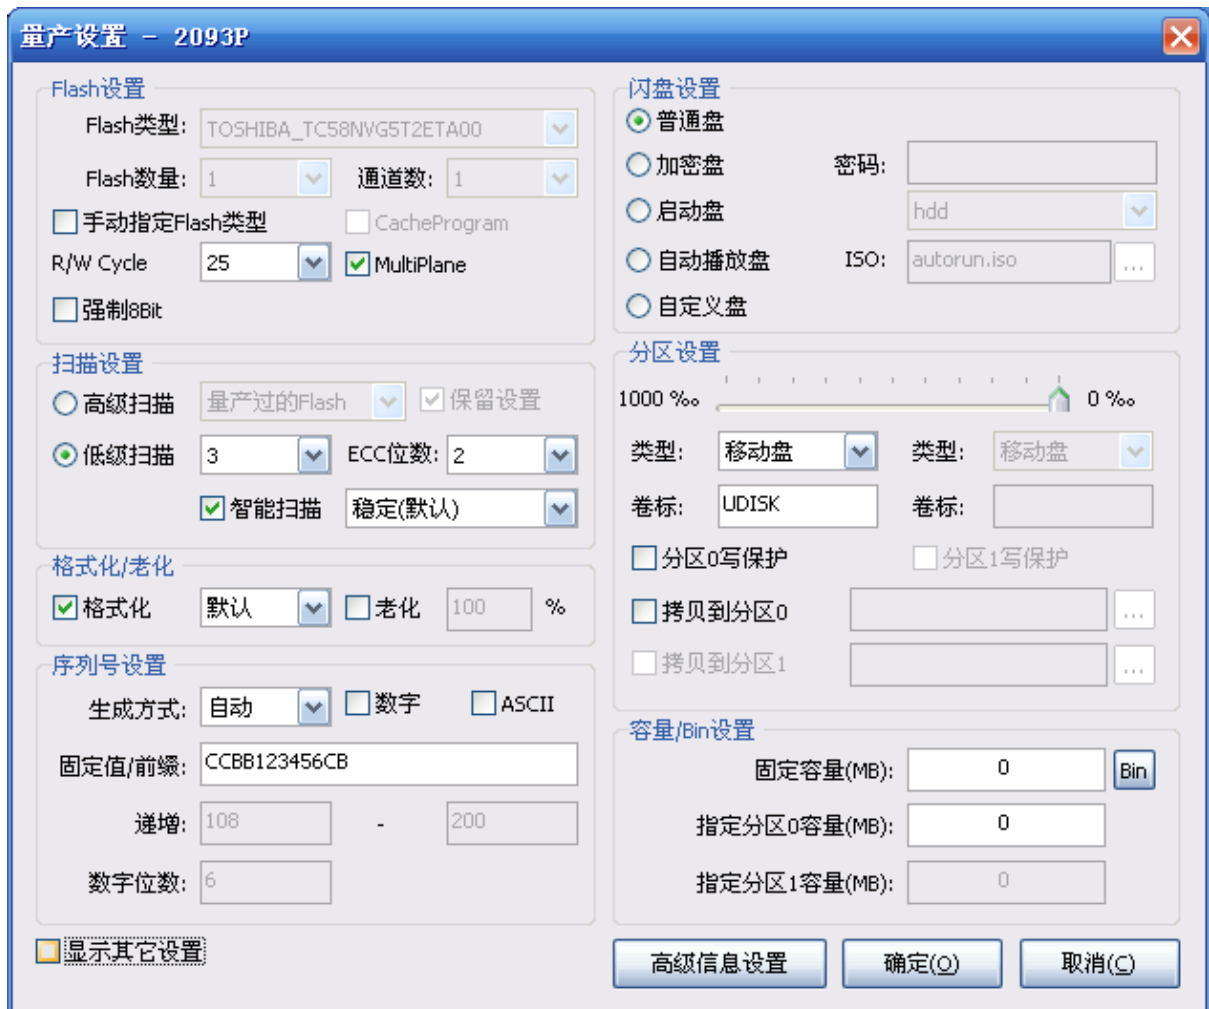 量产设置 - 2093P
Flash设置
Flash类型: TOSHIBA_TC58NVG5T2ETA00
Flash数量: 1 通道数: 1
手动指定Flash类型 CacheProgram
R/W Cycle 25 MultiPlane
强制8Bit
扫描设置
高级扫描 量产过的Flash 保留设置
低级扫描 3 ECC位数: 2
智能扫描 稳定(默认)
格式化/老化
格式化 默认 老化 100 %
序列号设置
生成方式: 自动 数字 ASCII
固定值/前缀: CCBB123456CB
递增: 108 - 200
数字位数: 6
显示其它设置
闪盘设置
普通盘
加密盘 密码:
启动盘 hdd
自动播放盘 ISO: autorun.iso ...
自定义盘
分区设置
1000 ‰ 0 ‰
类型: 移动盘 类型: 移动盘
卷标: UDISK 卷标:
分区0写保护 分区1写保护
拷贝到分区0 ...
拷贝到分区1 ...
容量/Bin设置
固定容量(MB): 0 Bin
指定分区0容量(MB): 0
指定分区1容量(MB): 0
高级信息设置 确定(O) 取消(C)